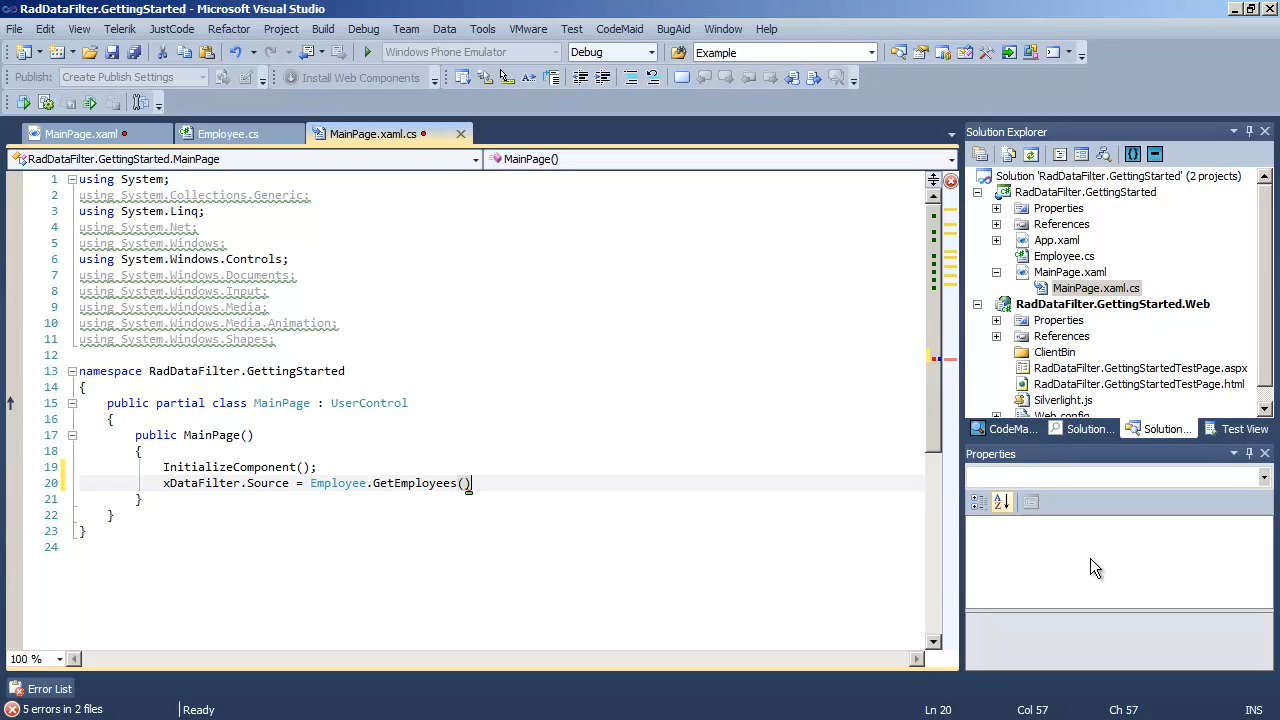 RadDataFilter.GettingStarted - Microsoft Visual Studio
File Edit View Telerik JustCode Refactor Project Build Debug Team Data Tools VMware Test CodeMaid BugAid Window Help
Windows Phone Emulator Debug Example
Publish: Create Publish Settings Install Web Components
MainPage.xaml Employee.cs MainPage.xaml.cs
RadDataFilter.GettingStarted.MainPage MainPage()
1 using System;
2 using System.Collections.Generic;
3 using System.Linq;
4 using System.Net;
5 using System.Windows;
6 using System.Windows.Controls;
7 using System.Windows.Documents;
8 using System.Windows.Input;
9 using System.Windows.Media;
10 using System.Windows.Media.Animation;
11 using System.Windows.Shapes;
12
13 namespace RadDataFilter.GettingStarted
14 {
15 public partial class MainPage : UserControl
16 {
17 public MainPage()
18 {
19 InitializeComponent();
20 xDataFilter.Source = Employee.GetEmployees()
21 }
22 }
23 }
24
100 %
Solution Explorer
Solution 'RadDataFilter.GettingStarted' (2 projects)
RadDataFilter.GettingStarted
Properties
References
App.xaml
Employee.cs
MainPage.xaml
MainPage.xaml.cs
RadDataFilter.GettingStarted.Web
Properties
References
ClientBin
RadDataFilter.GettingStartedTestPage.aspx
RadDataFilter.GettingStartedTestPage.html
Silverlight.js
Web.config
CodeMa... Solution... Solution... Test View
Properties
Error List
5 errors in 2 files Ready Ln 20 Col 57 Ch 57 INS